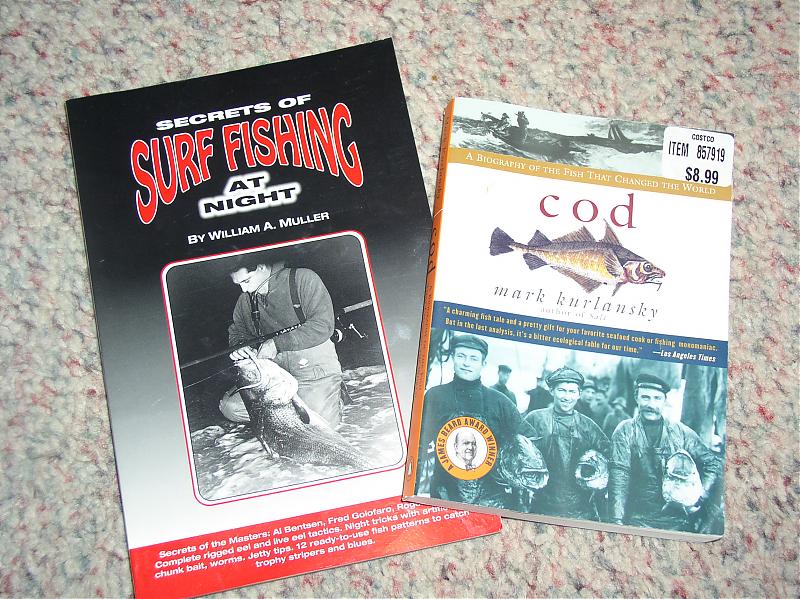 SECRETS OF
SURF FISHING
AT
NIGHT
BY WILLIAM A. MULLER
Secrets of the Masters: Al Bentsen, Fred Golofaro,
Complete rigged eel and live eel tactics. Night tricks with
chunk bait, worms. Jetty tips. 12 ready-to-use fish patterns to catch
trophy stripers and blues.
COSTCO
ITEM 857919
$8.99
A BIOGRAPHY OF THE FISH THAT CHANGED THE WORLD
cod
mark kurlansky
author of Salt
"A charming fish tale and a pretty gift for your favorite seafood cook or fishing monomaniac.
But in the last analysis, it's a bitter ecological fable for our time." —Los Angeles Times
A JAMES BEARD AWARD WINNER